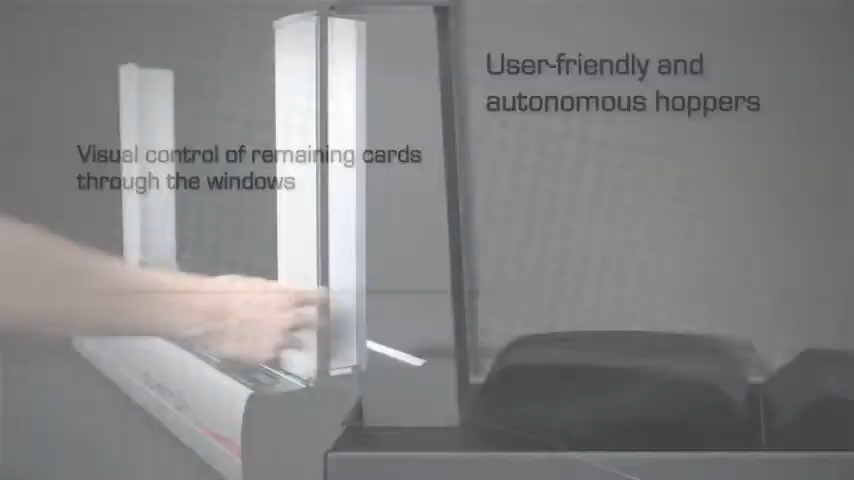 User-friendly and
autonomous hoppers
Visual control of remaining cards
through the windows